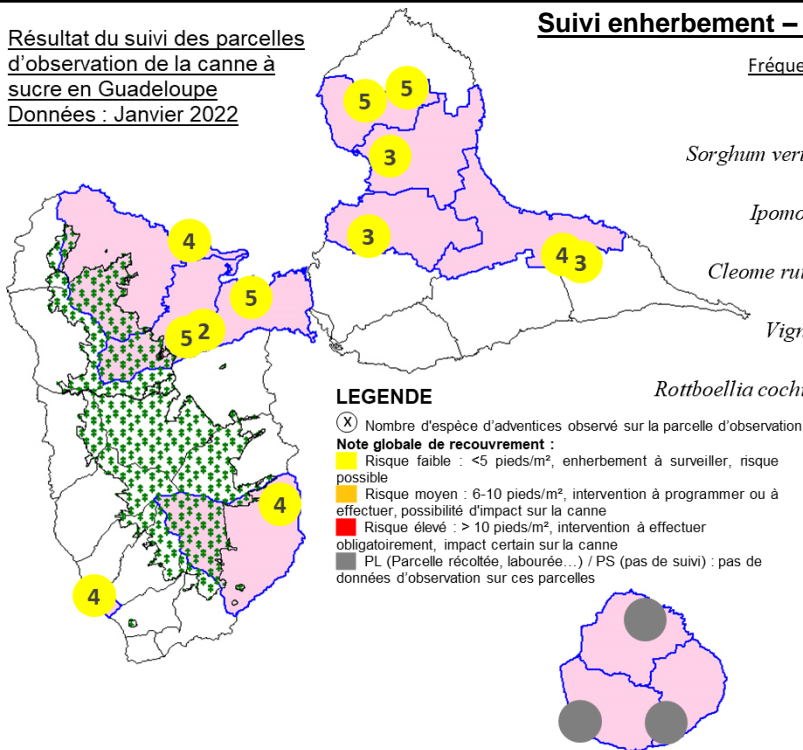 Suivi enherbement –
Résultat du suivi des parcelles
d'observation de la canne à
sucre en Guadeloupe
Données : Janvier 2022
Fréque
Sorghum vert
Ipomo
Cleome rut
Vign
Rottboellia cochi
5
5
3
3
4
3
4
5
5
2
4
4
LEGENDE
X Nombre d'espèce d'adventices observé sur la parcelle d'observation
Note globale de recouvrement :
Risque faible : <5 pieds/m², enherbement à surveiller, risque
possible
Risque moyen : 6-10 pieds/m², intervention à programmer ou à
effectuer, possibilité d'impact sur la canne
Risque élevé : > 10 pieds/m², intervention à effectuer
obligatoirement, impact certain sur la canne
PL (Parcelle récoltée, labourée…) / PS (pas de suivi) : pas de
données d'observation sur ces parcelles